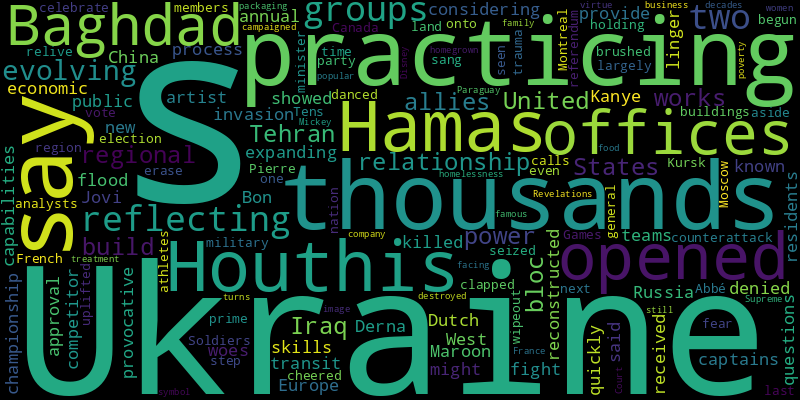 celebrate
members
packaging
campaigned
groups
considering
business
virtue
decades
women
Baghdad
annual
Canada
onto
family
two
provide
begun
relive
China
process
minister
land
homegrown
Montreal
referendum
holding
linger
evolving
artist
practicing
time
party
popular
sang
Disney
seen
trauma
brushed
largely
poverty
economic
public
showed
danced
allies
Paraguay
United
Kanye
works
vote
new
invasion
Tens
Mickey
buildings
aside
say
S
election
Tehran
Hamas
offices
region
regional
expanding
relationship
food
calls
even
States
Kursk
known
capabilities
flood
erase
Pierre
one
homelessness
Revelations
Moscow
residents
analysts
Jovi
Bon
nation
thousands
general
reflecting
famous
Games
teams
counterattack
build
military
killed
power
French
treatment
athletes
Houthis
company
seized
opened
championship
approval
competitor
uplifted
provocative
facing
clapped
bloc
reconstructed
Russia
next
Abbé
denied
Ukraine
turns
image
destroyed
still
Supreme
questions
prime
Iraq
Derna
Dutch
wipeout
quickly
said
received
fear
Soldiers
woes
step
skills
West
Maroon
France
Court
captains
transit
cheered
Europe
might
fight
symbol
last